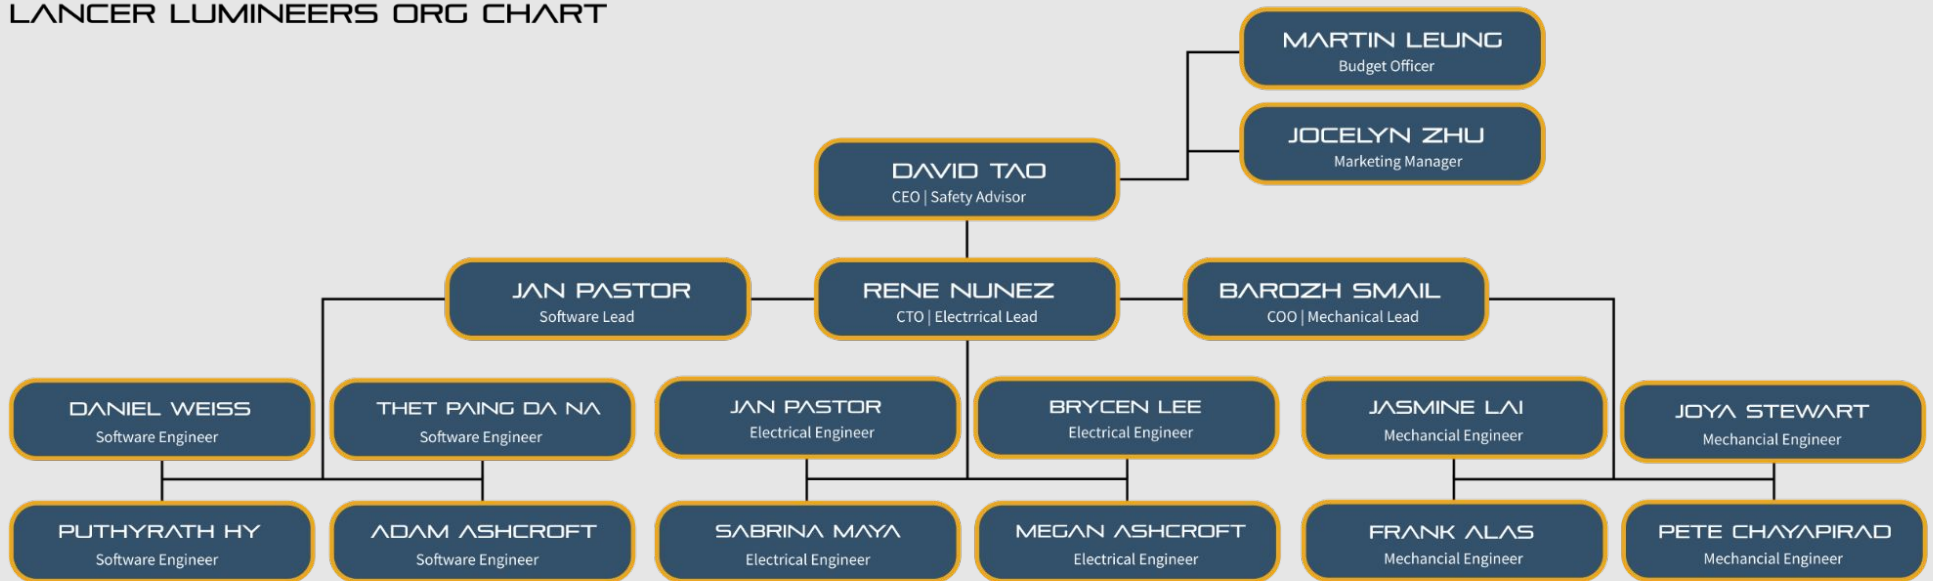 LANCER LUMINEERS ORG CHART
MARTIN LEUNG
Budget Officer
JOCELYN ZHU
Marketing Manager
DAVID TAO
CEO | Safety Advisor
JAN PASTOR
Software Lead
RENE NUNEZ
CTO | Electrrical Lead
BAROZH SMAIL
COO | Mechanical Lead
DANIEL WEISS
Software Engineer
THET PAING DA NA
Software Engineer
JAN PASTOR
Electrical Engineer
BRYCEN LEE
Electrical Engineer
JASMINE LAI
Mechancial Engineer
JOYA STEWART
Mechancial Engineer
PUTHYRATH HY
Software Engineer
ADAM ASHCROFT
Software Engineer
SABRINA MAYA
Electrical Engineer
MEGAN ASHCROFT
Electrical Engineer
FRANK ALAS
Mechancial Engineer
PETE CHAYAPIRAD
Mechancial Engineer